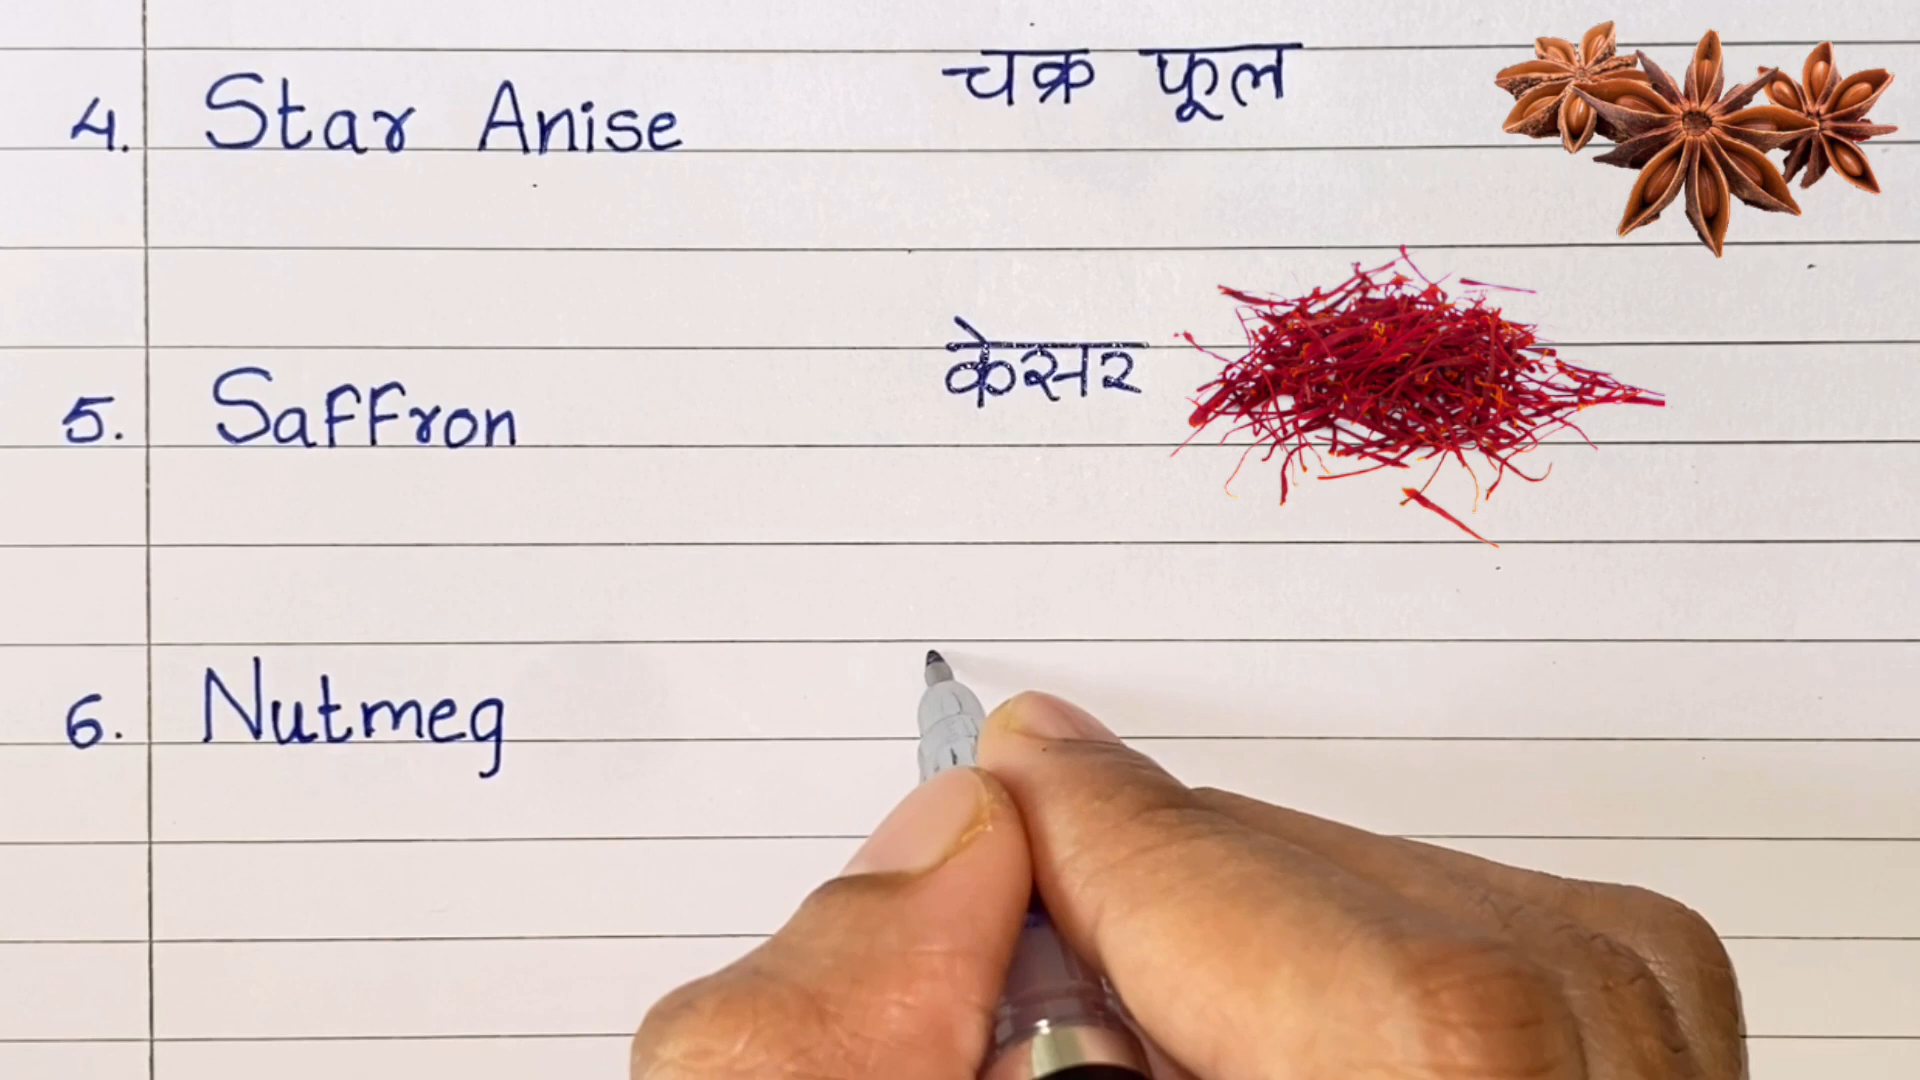 4. Star Anise चक्र फूल
5. Saffron केसर
6. Nutmeg